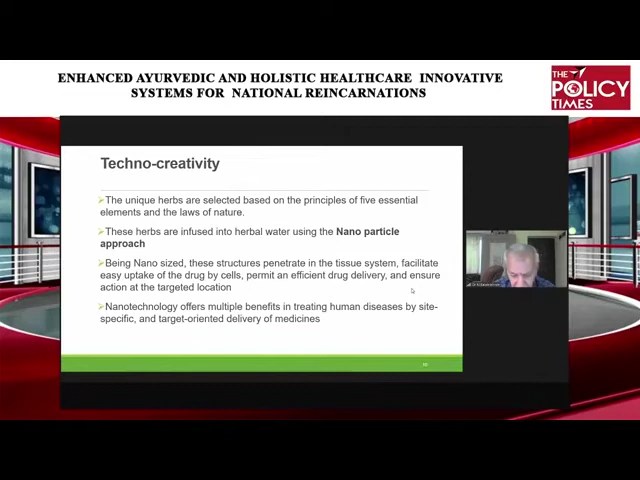 ENHANCED AYURVEDIC AND HOLISTIC HEALTHCARE INNOVATIVE
SYSTEMS FOR NATIONAL REINCARNATIONS
THE
POLICY
TIMES
Techno-creativity
The unique herbs are selected based on the principles of five essential
elements and the laws of nature.
These herbs are infused into herbal water using the Nano particle
approach
Being Nano sized, these structures penetrate in the tissue system, facilitate
easy uptake of the drug by cells, permit an efficient drug delivery, and ensure
action at the targeted location
Nanotechnology offers multiple benefits in treating human diseases by site-
specific, and target-oriented delivery of medicines